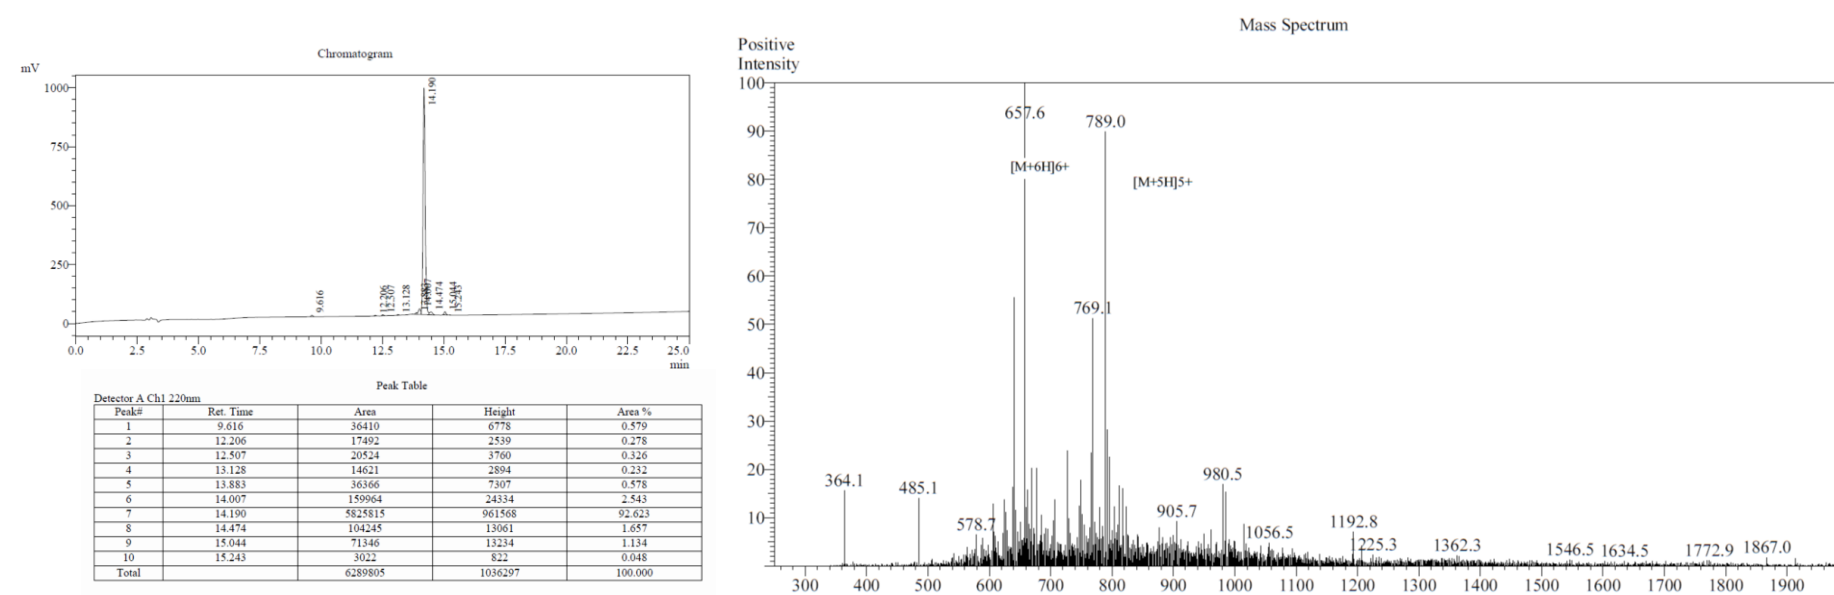 Chromatogram
mV
1000
750
500
250
0
14.190
9.616
12.206
12.507
13.128
14.474
15.044
15.243
0.0 2.5 5.0 7.5 10.0 12.5 15.0 17.5 20.0 22.5 25.0
min
Peak Table
Detector A Ch1 220nm
Peak# Ret. Time Area Height Area %
1 9.616 36410 6778 0.579
2 12.206 17492 2539 0.278
3 12.507 20524 3760 0.326
4 13.128 14621 2894 0.232
5 13.883 36366 7307 0.578
6 14.007 159964 24334 2.543
7 14.190 5825815 961568 92.623
8 14.474 104245 13061 1.657
9 15.044 71346 13234 1.134
10 15.243 3022 822 0.048
Total 6289805 1036297 100.000
Mass Spectrum
Positive
Intensity
100
90
80
70
60
50
40
30
20
10
657.6
789.0
[M+6H]6+
[M+5H]5+
769.1
364.1
485.1
578.7
905.7
980.5
1056.5
1192.8
1225.3
1362.3
1546.5
1634.5
1772.9
1867.0
300 400 500 600 700 800 900 1000 1100 1200 1300 1400 1500 1600 1700 1800 1900